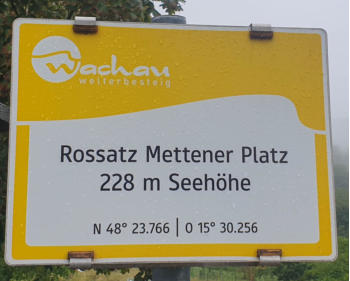 Wachau
welterbesteig
Rossatz Mettener Platz
228 m Seehöhe
N 48° 23.766 | O 15° 30.256